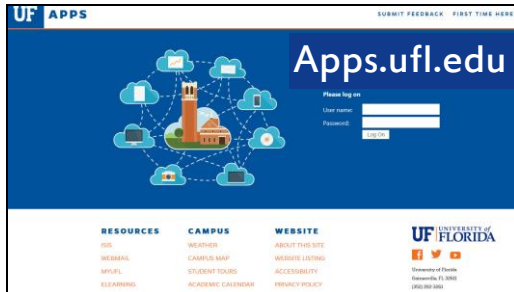 UF APPS
SUBMIT FEEDBACK FIRST TIME HERE
Apps.ufl.edu
Please log on
User name:
Password:
Log On
RESOURCES
ISIS
WEBMAIL
MYUFL
ELEARNING
CAMPUS
WEATHER
CAMPUS MAP
STUDENT TOURS
ACADEMIC CALENDAR
WEBSITE
ABOUT THIS SITE
WEBSITE LISTING
ACCESSIBILITY
PRIVACY POLICY
UF UNIVERSITY of
FLORIDA
University of Florida
Gainesville, FL 32611